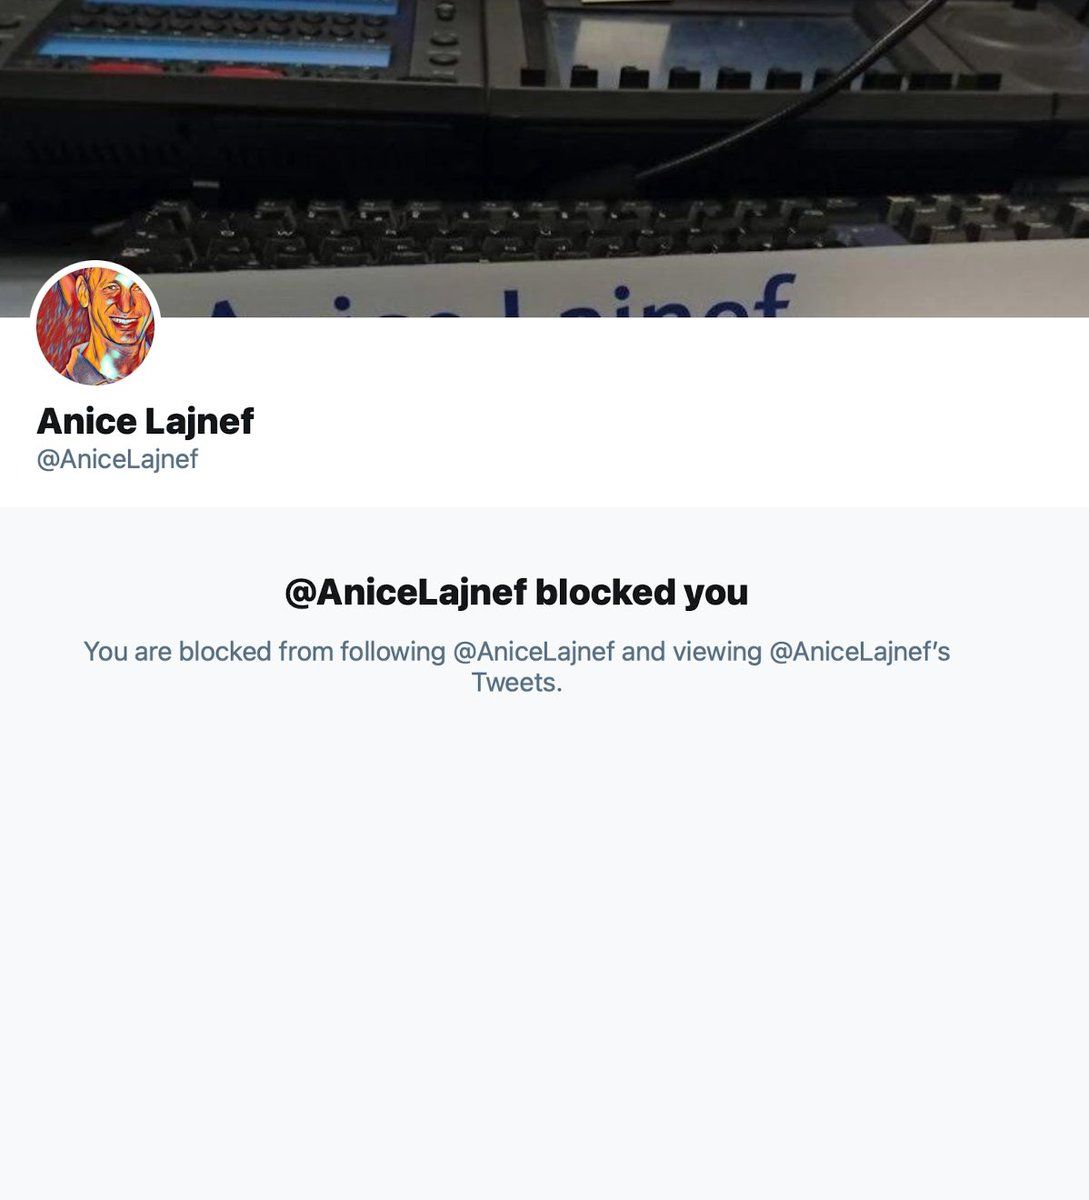 Anice Lajnef
Anice Lajnef
@AniceLajnef
@AniceLajnef blocked you
You are blocked from following @AniceLajnef and viewing @AniceLajnef’s
Tweets.